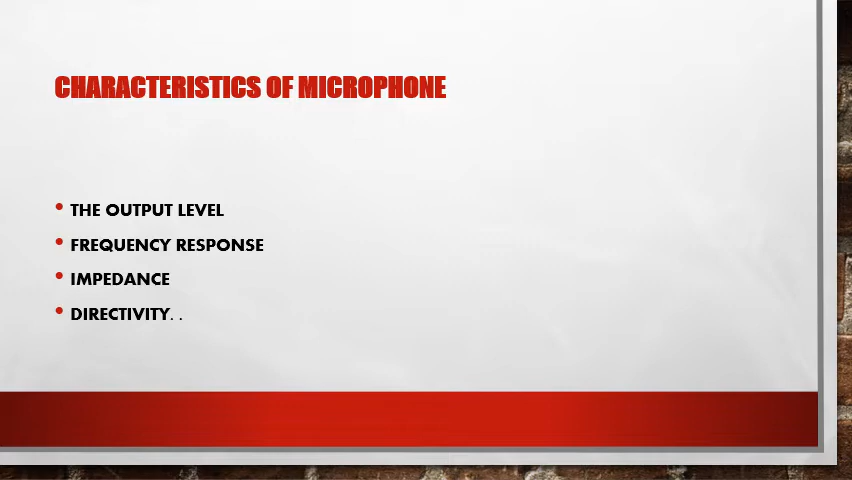 CHARACTERISTICS OF MICROPHONE
• THE OUTPUT LEVEL
• FREQUENCY RESPONSE
• IMPEDANCE
• DIRECTIVITY. .